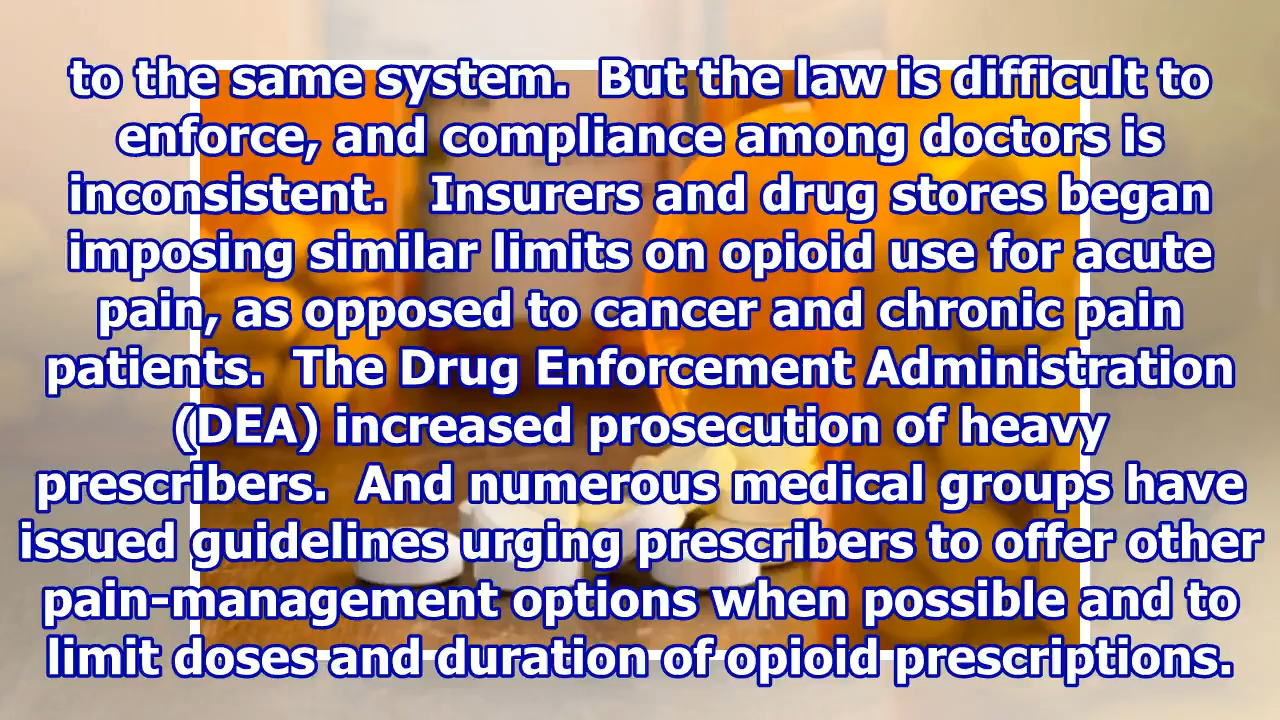 to the same system.  But the law is difficult to
enforce, and compliance among doctors is
inconsistent.   Insurers and drug stores began
imposing similar limits on opioid use for acute
pain, as opposed to cancer and chronic pain
patients.  The Drug Enforcement Administration
(DEA) increased prosecution of heavy
prescribers.  And numerous medical groups have
issued guidelines urging prescribers to offer other
pain-management options when possible and to
limit doses and duration of opioid prescriptions.